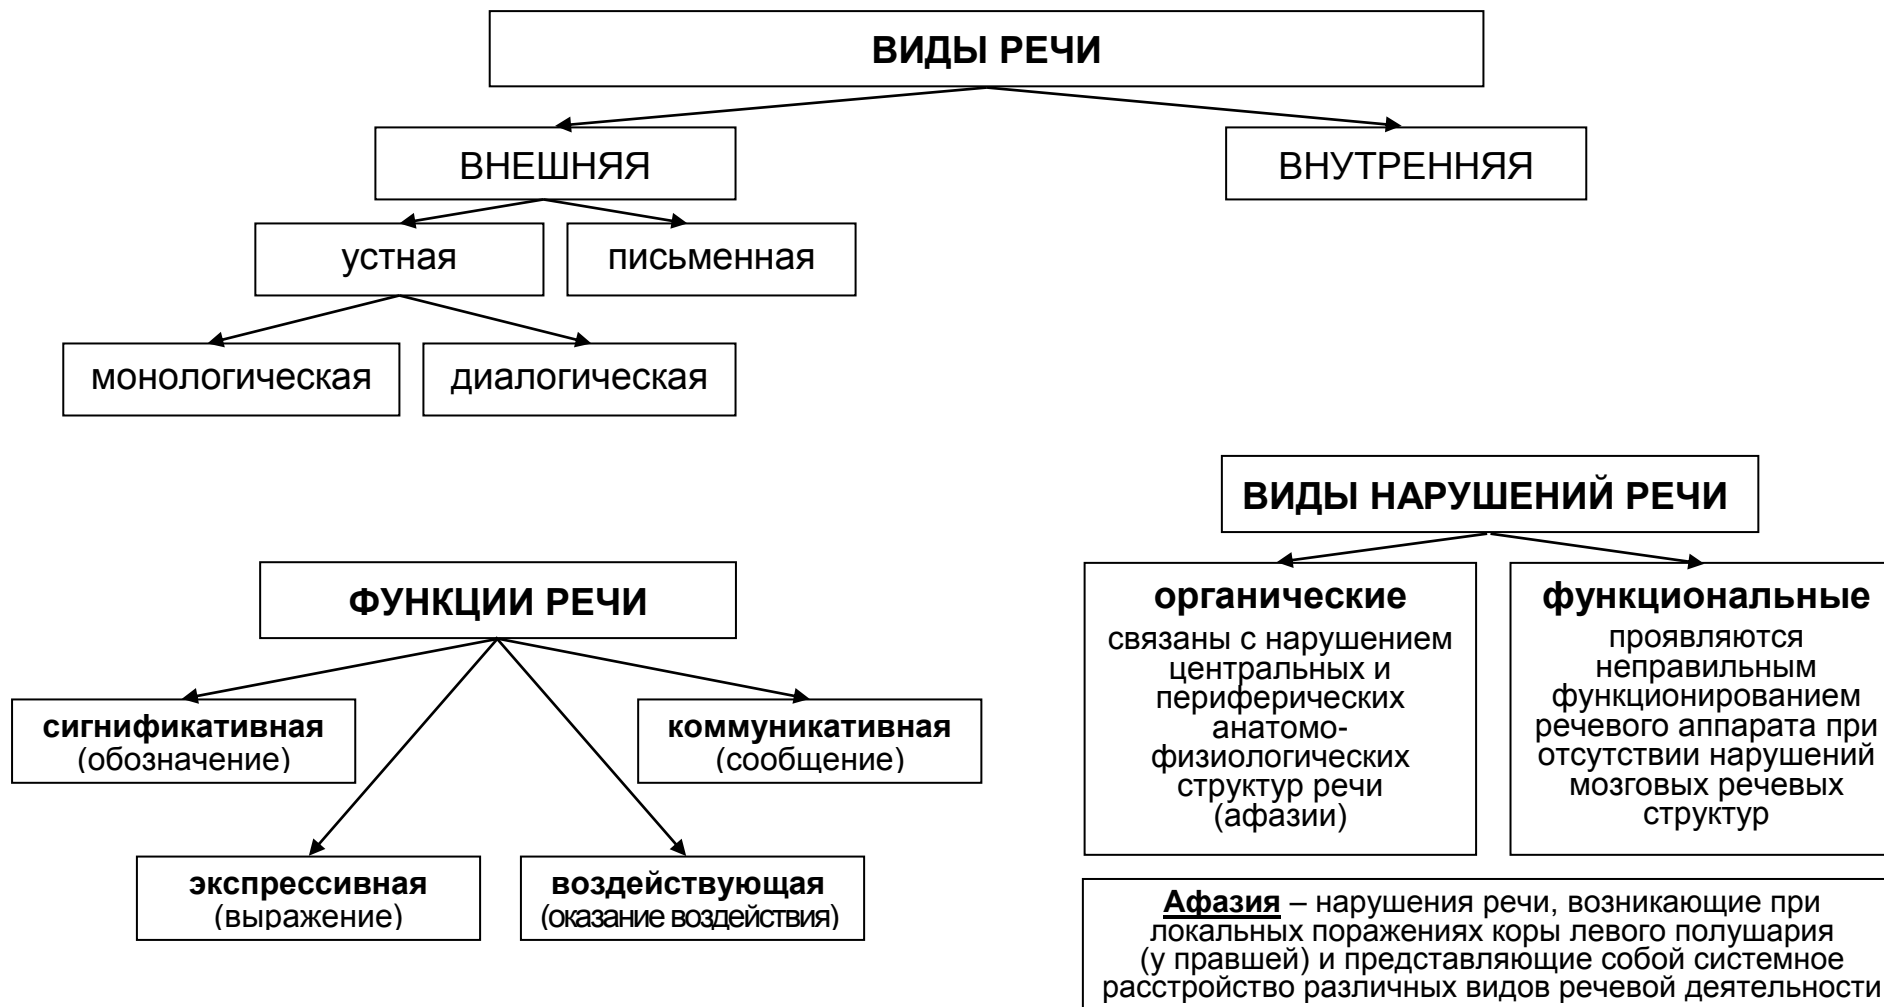 ВИДЫ РЕЧИ
ВНЕШНЯЯ
ВНУТРЕННЯЯ
устная
письменная
монологическая
диалогическая
ФУНКЦИИ РЕЧИ
сигнификативная
(обозначение)
коммуникативная
(сообщение)
экспрессивная
(выражение)
воздействующая
(оказание воздействия)
ВИДЫ НАРУШЕНИЙ РЕЧИ
органические
связаны с нарушением
центральных и
периферических
анатомо-
физиологических
структур речи
(афазии)
функциональные
проявляются
неправильным
функционированием
речевого аппарата при
отсутствии нарушений
мозговых речевых
структур
Афазия – нарушения речи, возникающие при
локальных поражениях коры левого полушария
(у правшей) и представляющие собой системное
расстройство различных видов речевой деятельности